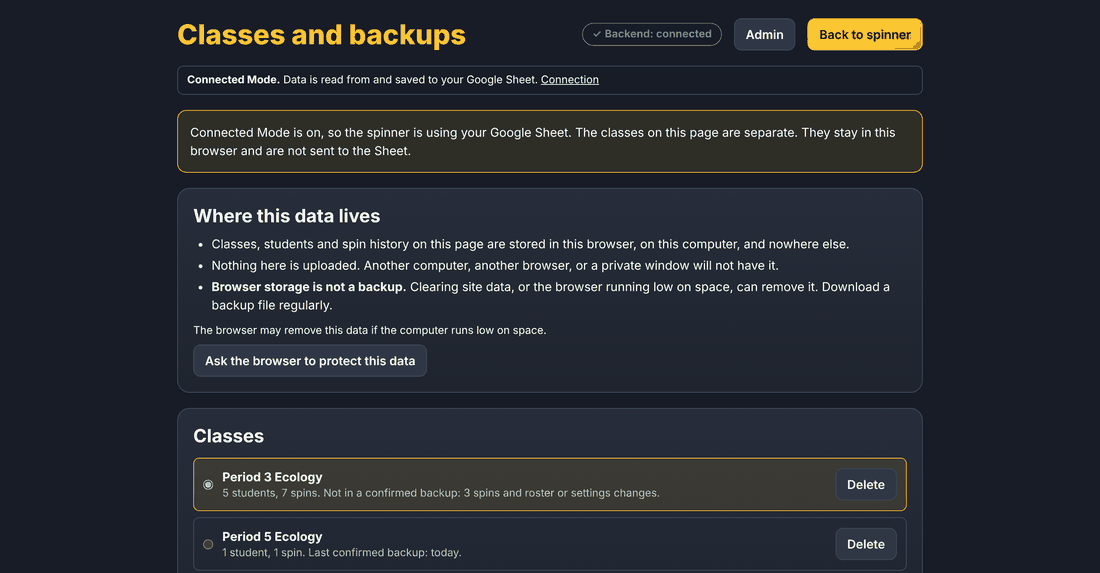 Classes and backups
✓ Backend: connected
Admin
Back to spinner
Connected Mode. Data is read from and saved to your Google Sheet. Connection
Connected Mode is on, so the spinner is using your Google Sheet. The classes on this page are separate. They stay in this
browser and are not sent to the Sheet.
Where this data lives
• Classes, students and spin history on this page are stored in this browser, on this computer, and nowhere else.
• Nothing here is uploaded. Another computer, another browser, or a private window will not have it.
• Browser storage is not a backup. Clearing site data, or the browser running low on space, can remove it. Download a
backup file regularly.
The browser may remove this data if the computer runs low on space.
Ask the browser to protect this data
Classes
Period 3 Ecology
5 students, 7 spins. Not in a confirmed backup: 3 spins and roster or settings changes.
Delete
Period 5 Ecology
1 student, 1 spin. Last confirmed backup: today.
Delete